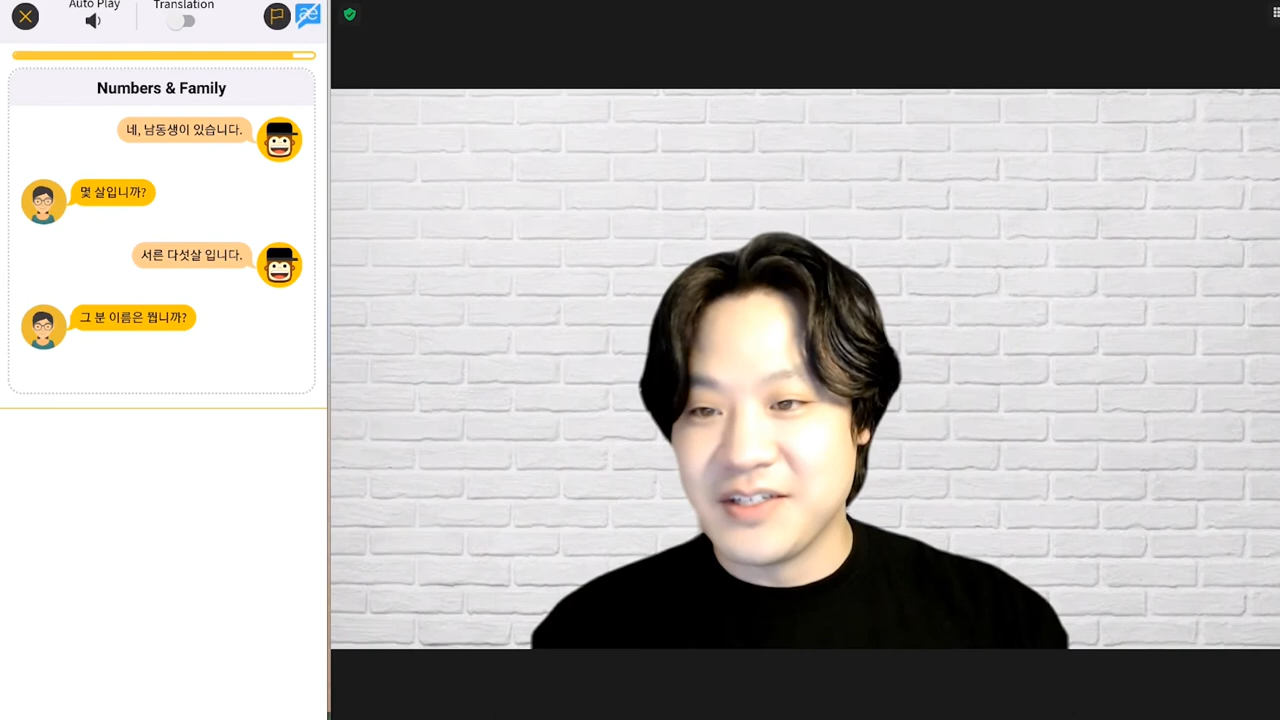 Auto Play
Translation
æ
Numbers & Family
네, 남동생이 있습니다.
몇 살입니까?
서른 다섯살 입니다.
그 분 이름은 뭡니까?